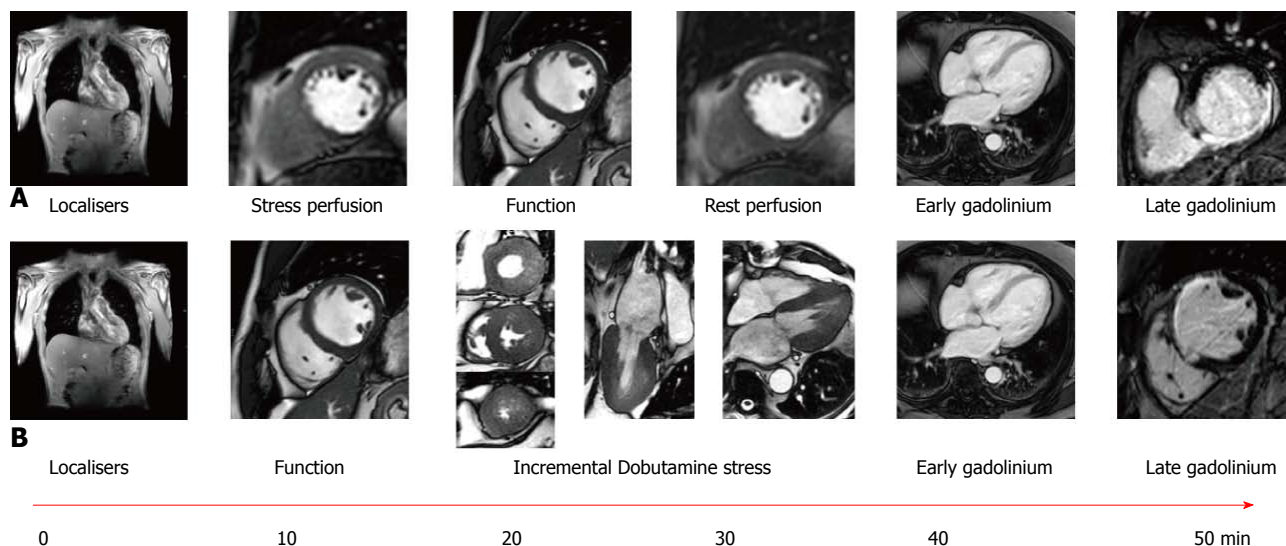 A
Localisers Stress perfusion Function Rest perfusion Early gadolinium Late gadolinium
B
Localisers Function Incremental Dobutamine stress Early gadolinium Late gadolinium
0 10 20 30 40 50 min